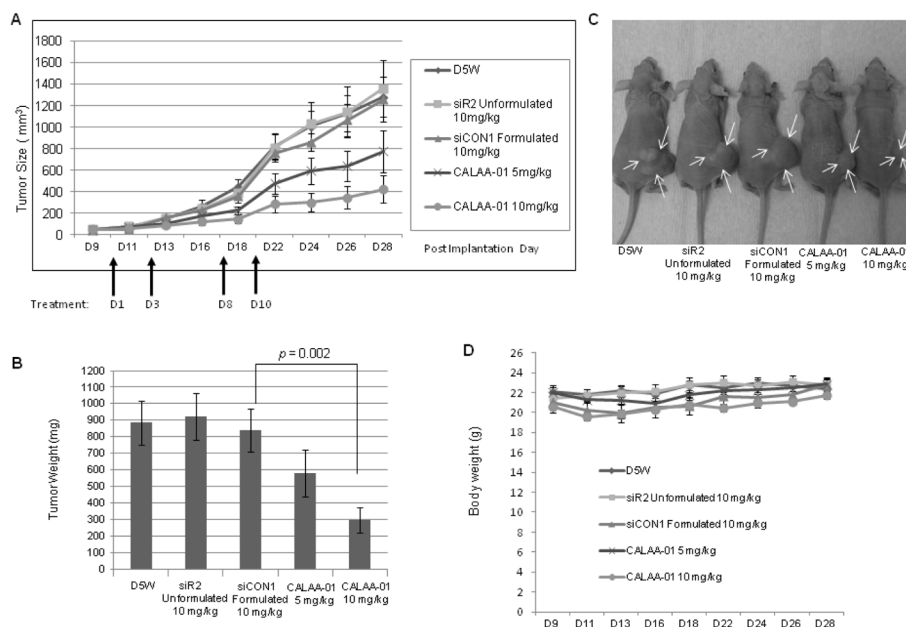 A
1800
1600
1400
1200
1000
800
600
400
200
0
Tumor Size ( mm³)
D9 D11 D13 D16 D18 D22 D24 D26 D28
D5W
siR2 Unformulated
10mg/kg
siCON1 Formulated
10mg/kg
CALAA-01 5mg/kg
CALAA-01 10mg/kg
Post Implantation Day
Treatment: D1 D3 D8 D10
C
D5W
siR2
Unformulated
10 mg/kg
siCON1
Formulated
10 mg/kg
CALAA-01
5 mg/kg
CALAA-0
10 mg/kg
B
p = 0.002
1200
1100
1000
900
800
700
600
500
400
300
200
100
0
Tumor Weight (mg)
D5W
siR2
Unformulated
10 mg/kg
siCON1
Formulated
10 mg/kg
CALAA-01
5 mg/kg
CALAA-01
10 mg/kg
D
26
24
22
20
18
16
14
12
10
8
6
4
2
0
Body weight (g)
D5W
siR2 Unformulated 10 mg/kg
siCON1 Formulated 10 mg/kg
CALAA-01 5 mg/kg
CALAA-01 10 mg/kg
D9 D11 D13 D16 D18 D22 D24 D26 D28